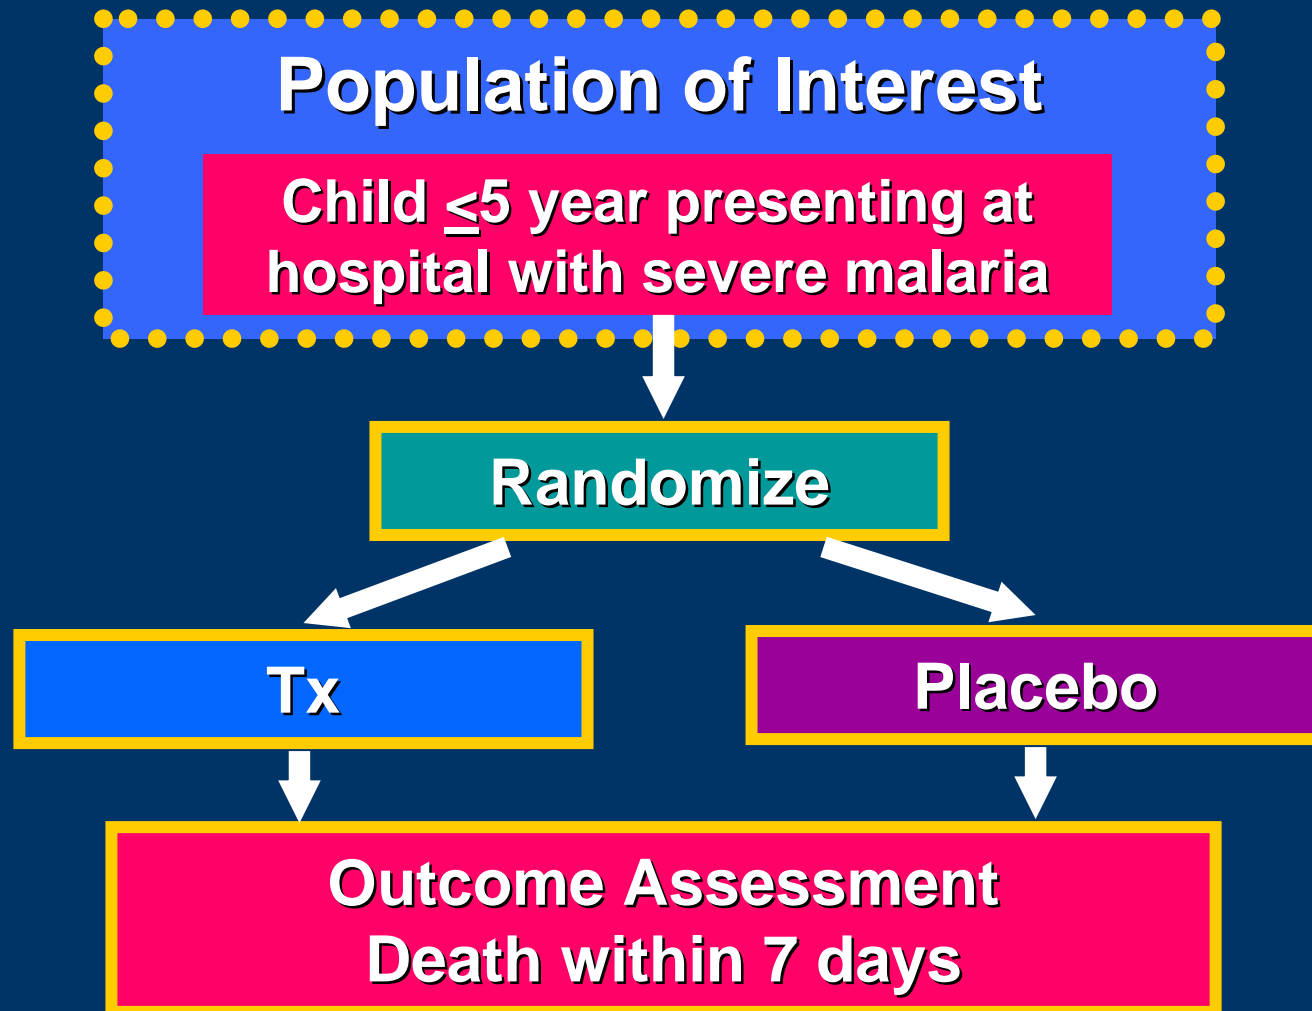 Population of Interest
Child ≤5 year presenting at
hospital with severe malaria
Randomize
Tx
Placebo
Outcome Assessment
Death within 7 days